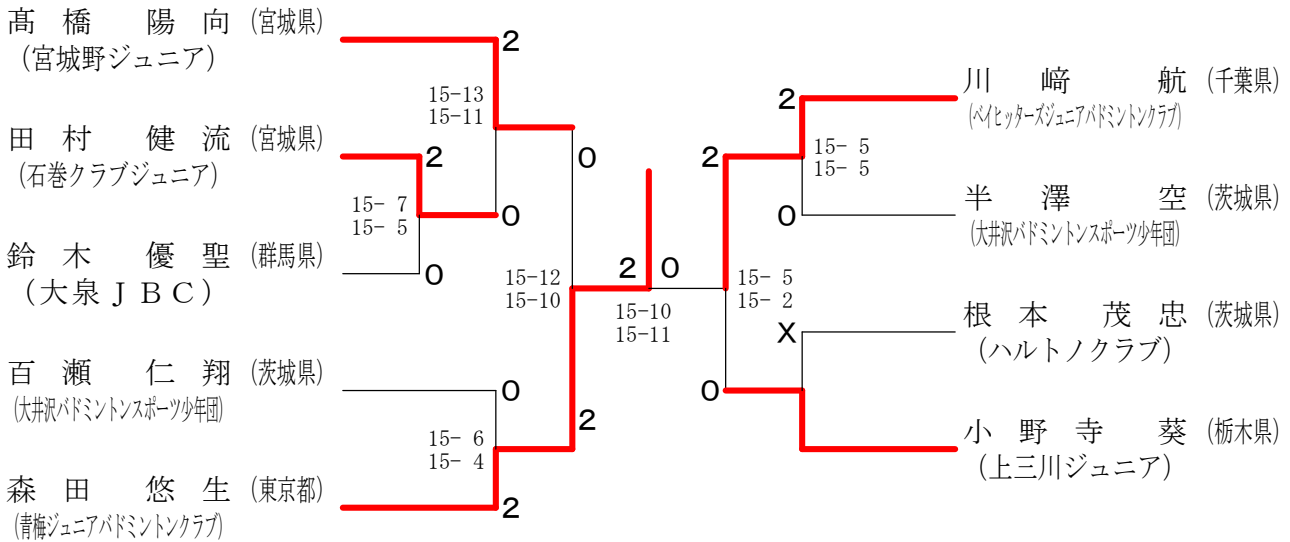 髙橋 陽向 (宮城県)
(宮城野ジュニア)
田村 健流 (宮城県)
(石巻クラブジュニア)
鈴木 優聖 (群馬県)
(大泉ＪＢＣ)
百瀬 仁翔 (茨城県)
(大井沢バドミントンスポーツ少年団)
森田 悠生 (東京都)
(青梅ジュニアバドミントンクラブ)
2
15-13
15-11
2
0
15- 7
15- 5
0
0
15-12
15-10
0
2
15- 6
15- 4
2
2 0
15-10
15-11
2
2
15- 5
15- 5
0
15- 5
15- 2
X
0
川﨑 航 (千葉県)
(ベイヒッターズジュニアバドミントンクラブ)
半澤 空 (茨城県)
(大井沢バドミントンスポーツ少年団)
根本 茂忠 (茨城県)
(ハルトノクラブ)
小野寺 葵 (栃木県)
(上三川ジュニア)